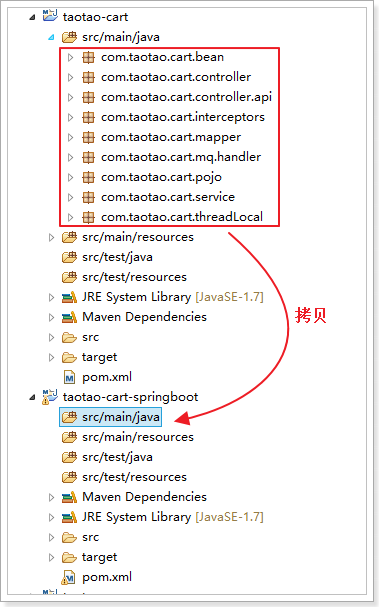 taotao-cart
src/main/java
com.taotao.cart.bean
com.taotao.cart.controller
com.taotao.cart.controller.api
com.taotao.cart.interceptors
com.taotao.cart.mapper
com.taotao.cart.mq.handler
com.taotao.cart.pojo
com.taotao.cart.service
com.taotao.cart.threadLocal
src/main/resources
src/test/java
src/test/resources
JRE System Library [JavaSE-1.7]
拷贝
Maven Dependencies
src
target
pom.xml
taotao-cart-springboot
src/main/java
src/main/resources
src/test/java
src/test/resources
Maven Dependencies
JRE System Library [JavaSE-1.7]
src
target
pom.xml